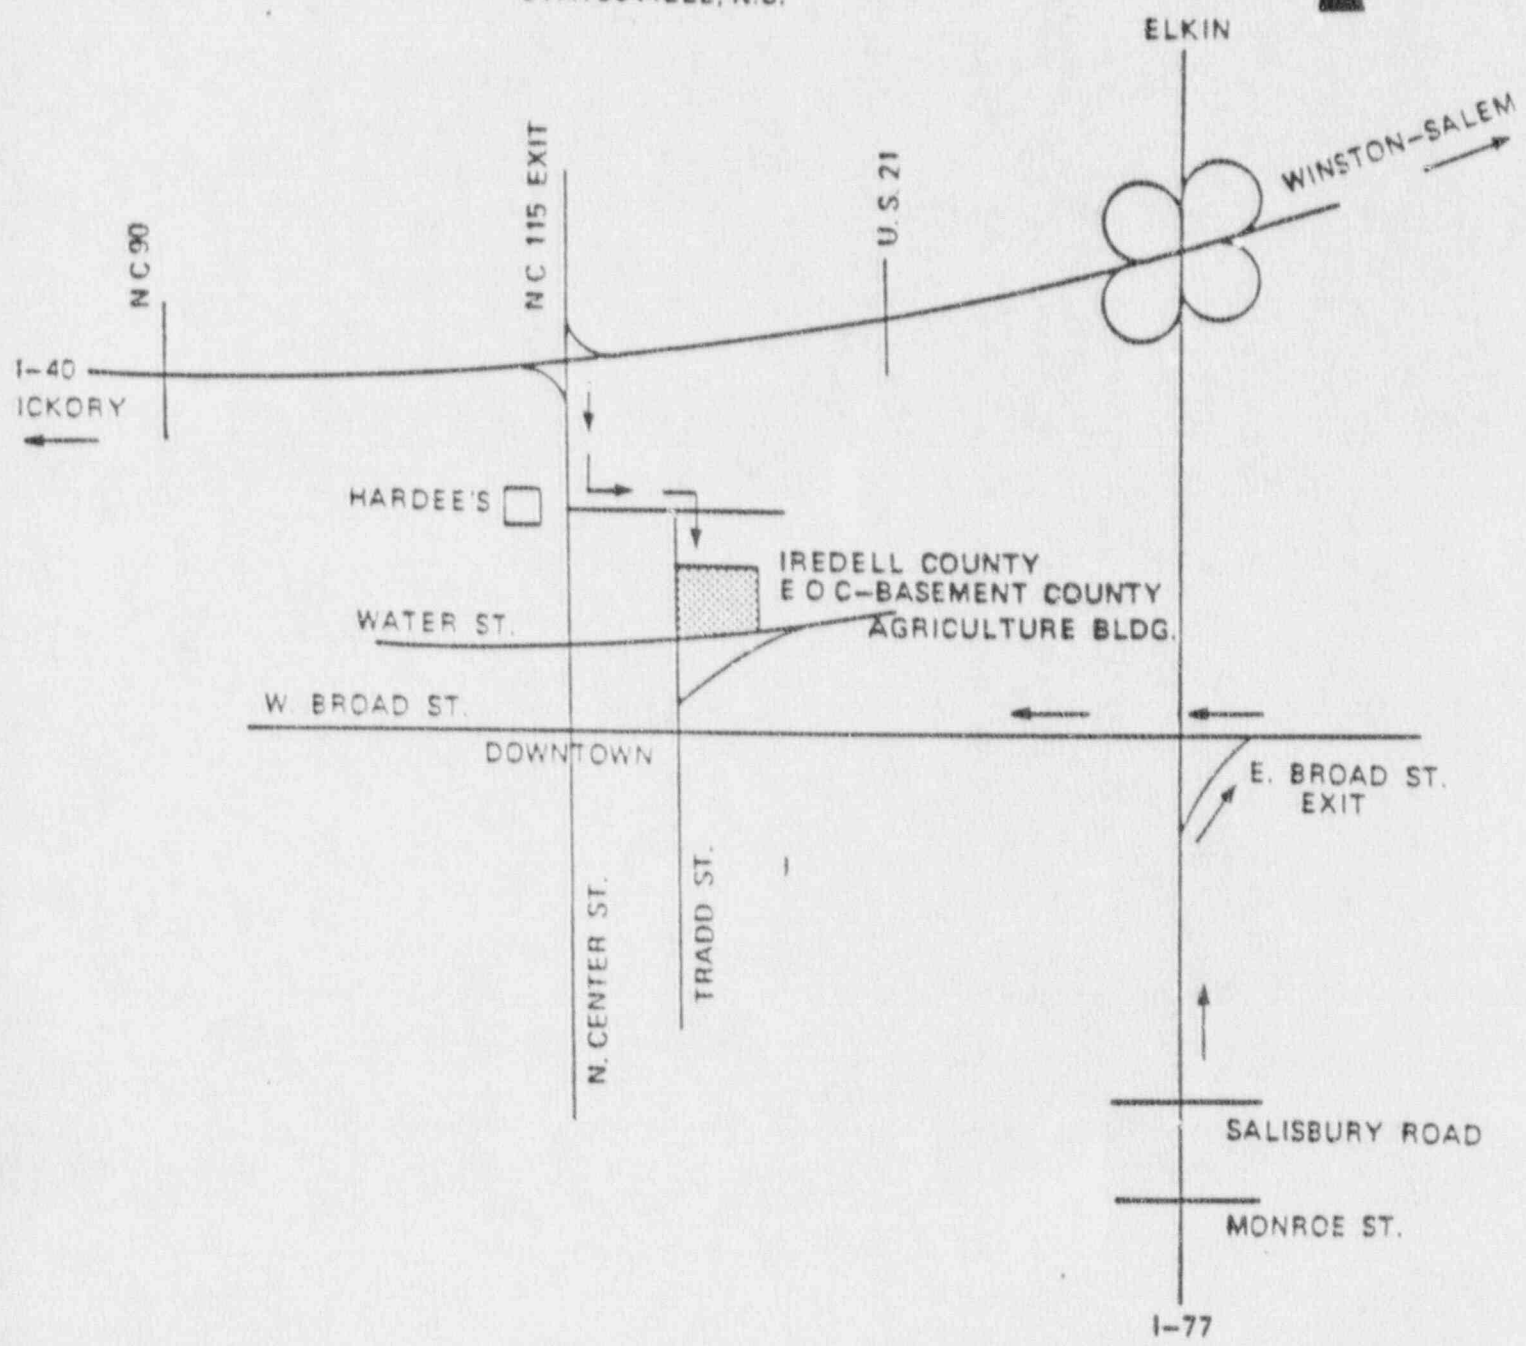 ELKIN
WINSTON-SALEM
NC 115 EXIT
U.S. 21
NC 90
I-40
ICKORY
HARDEE'S
IREDELL COUNTY
E O C-BASEMENT COUNTY
AGRICULTURE BLDG.
WATER ST.
W. BROAD ST.
DOWNTOWN
E. BROAD ST.
EXIT
N. CENTER ST.
TRADD ST.
SALISBURY ROAD
MONROE ST.
I-77